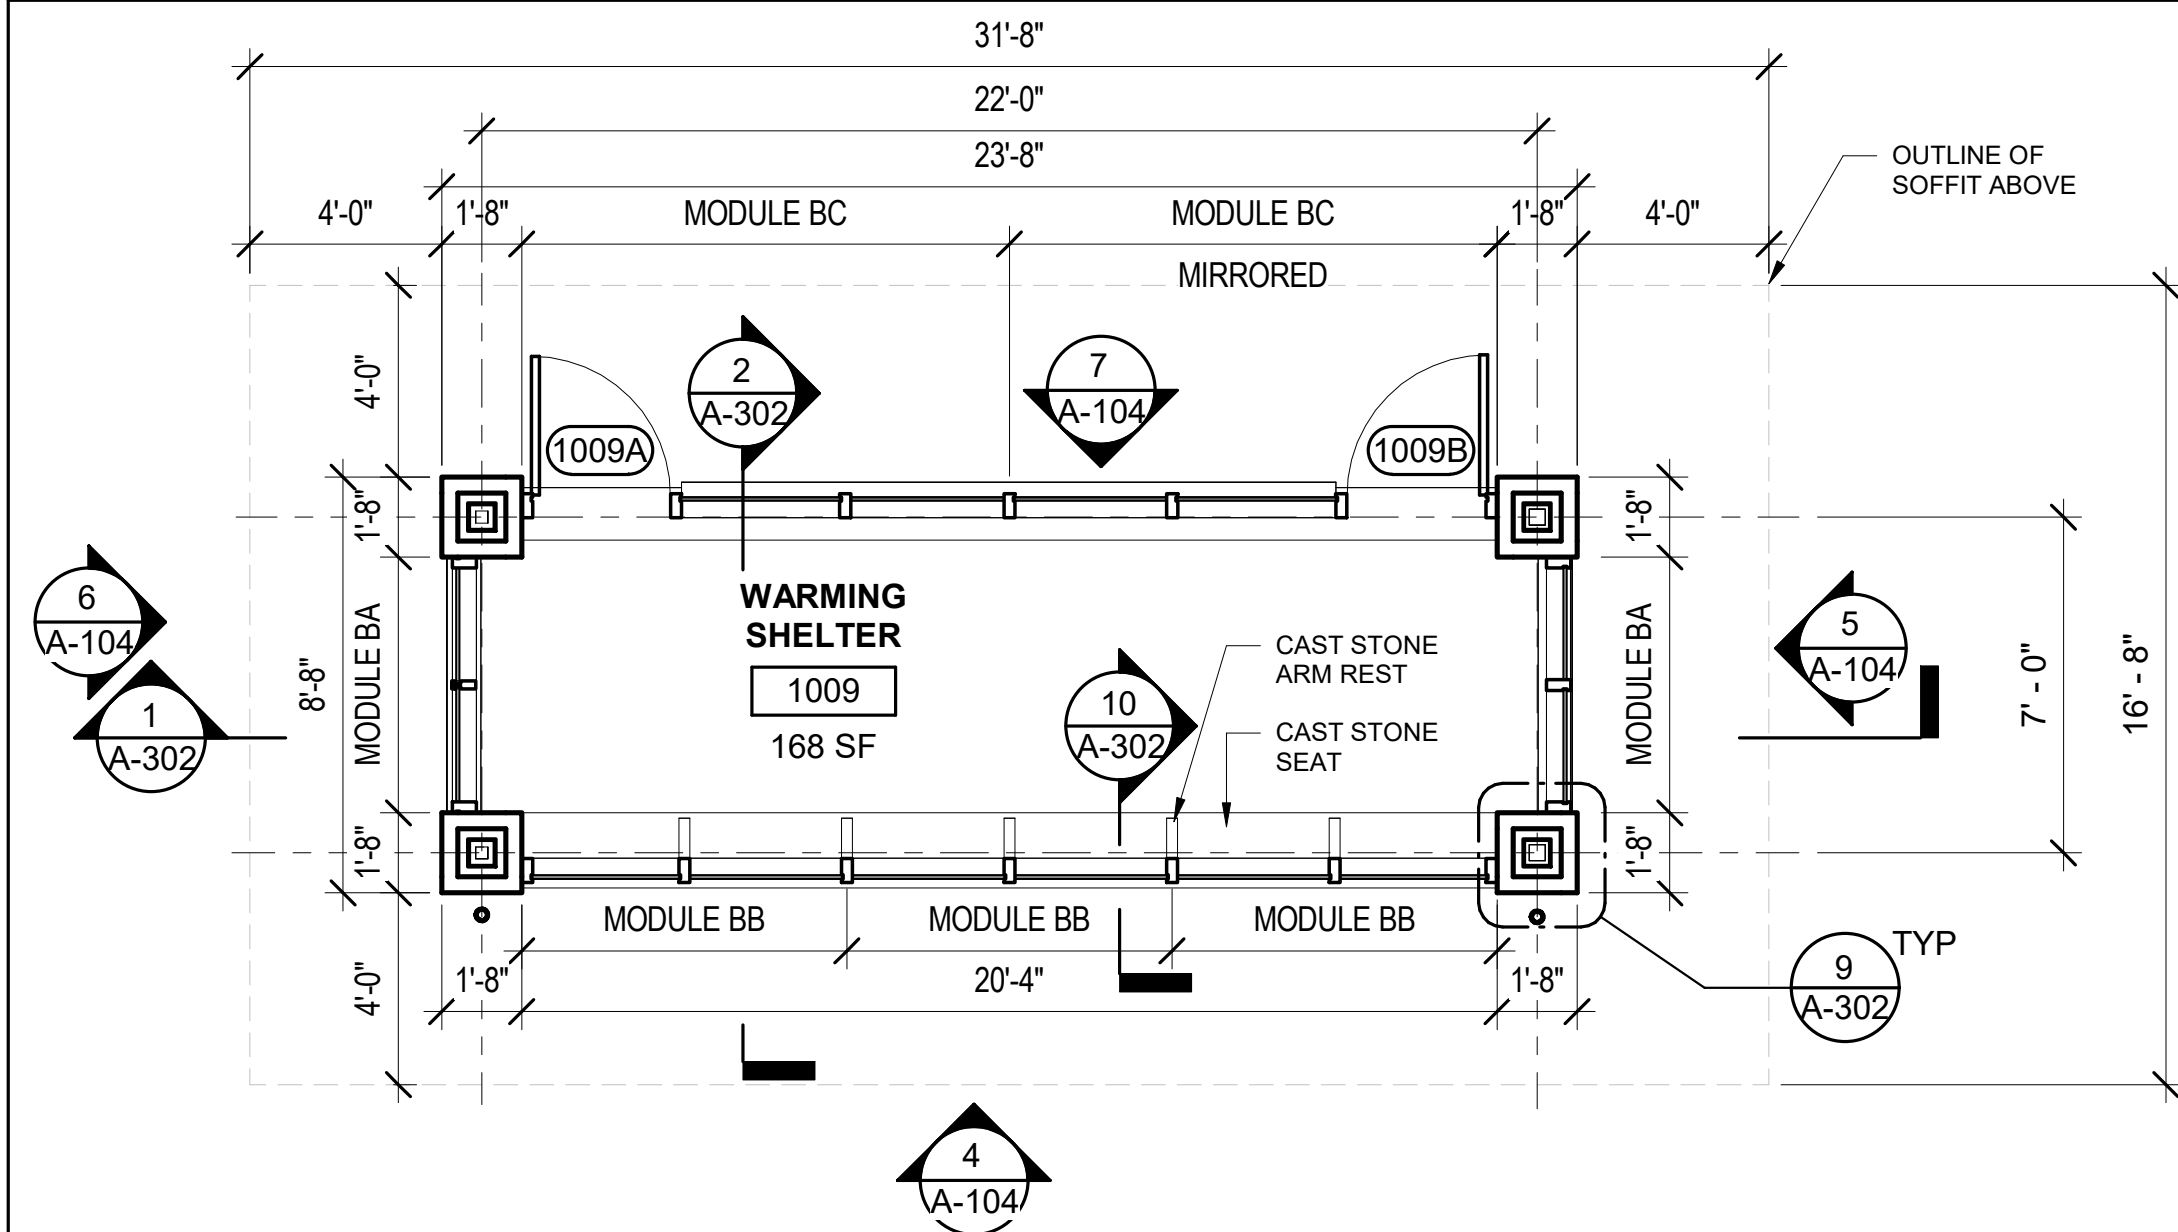 31'-8"
22'-0"
23'-8"
OUTLINE OF
SOFFIT ABOVE
4'-0" 1'-8" MODULE BC MODULE BC 1'-8" 4'-0"
MIRRORED
2
A-302
7
A-104
4'-0"
1009A
1009B
1'-8"
1'-8"
6
A-104
1
A-302
8'-8"
MODULE BA
WARMING
SHELTER
1009
168 SF
CAST STONE
ARM REST
10
A-302
CAST STONE
SEAT
MODULE BA
5
A-104
7' - 0"
16' - 8"
1'-8"
1'-8"
MODULE BB MODULE BB MODULE BB
4'-0"
1'-8" 20'-4" 1'-8"
TYP
9
A-302
4
A-104